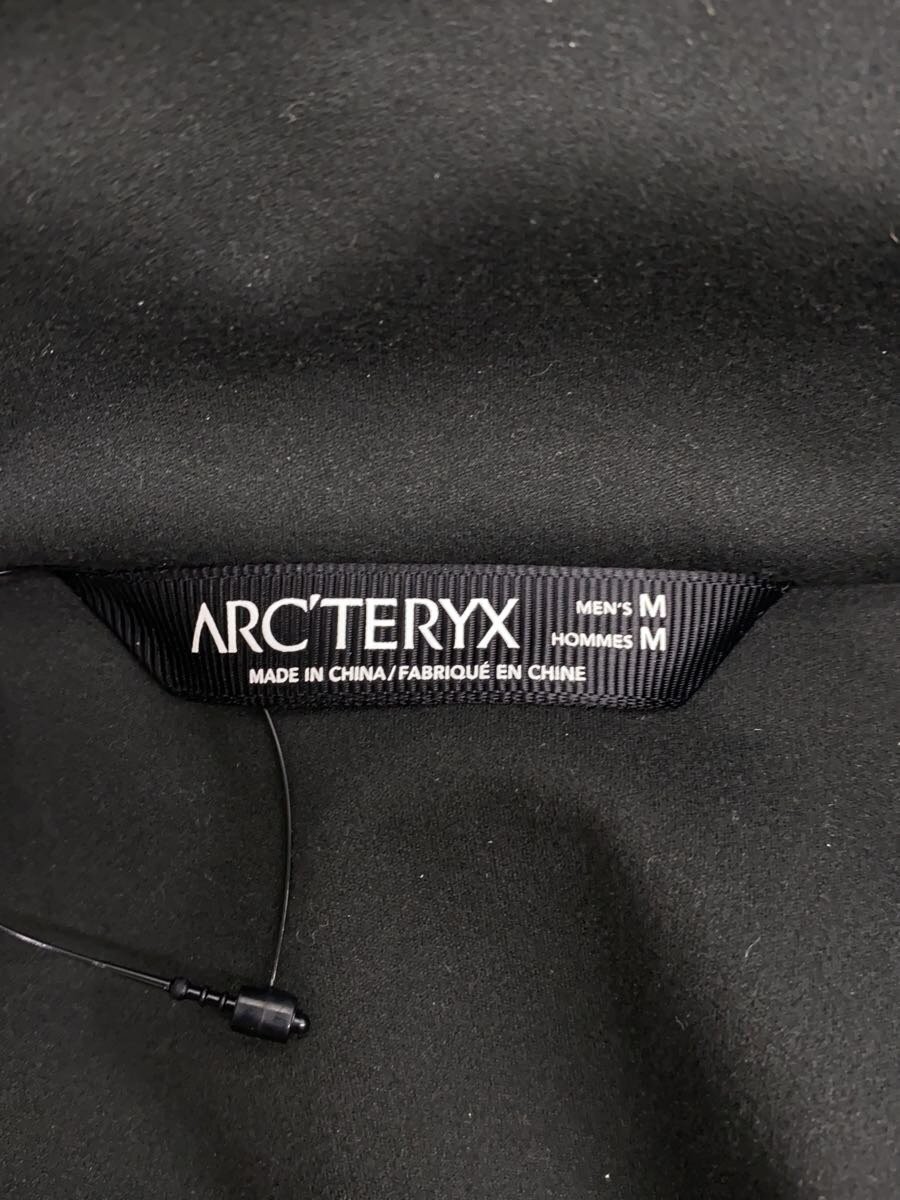 ARC'TERYX
MEN'S M
HOMMES M
MADE IN CHINA/FABRIQUÉ EN CHINE